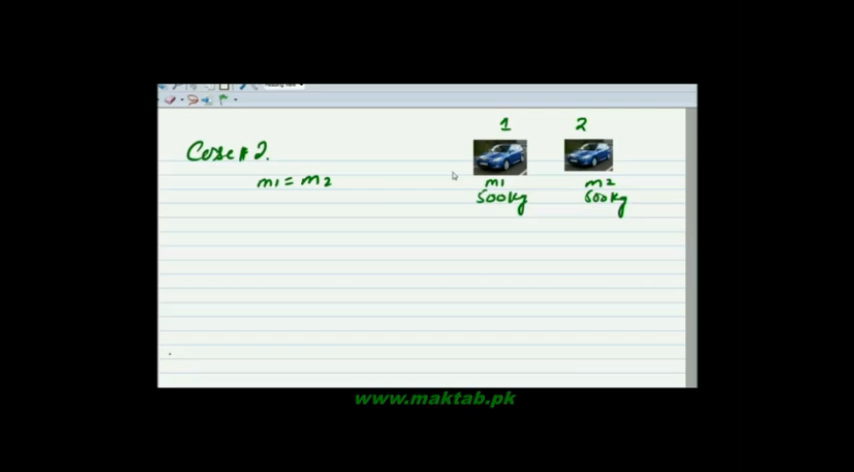 1 2
Case # 2.
m1 = m2
m1 m2
500kg 500kg
www.maktab.pk